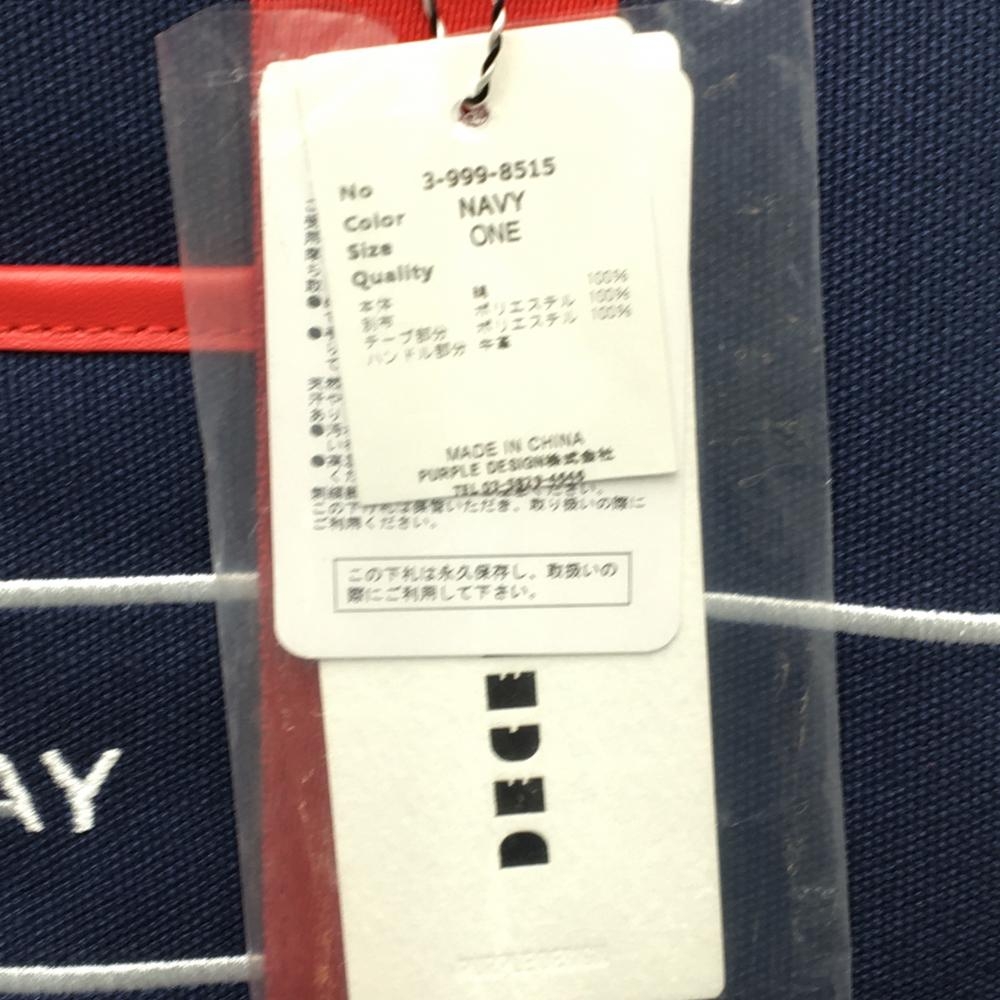 No 3-999-8515
Color NAVY
Size ONE
Quality
本体 綿 100%
別布 ポリエステル 100%
テープ部分 ポリエステル 100%
ハンドル部分 牛革
MADE IN CHINA
PURPLE DESIGN株式会社
この下げ札は保管いただき、取り扱いの際に
ご利用ください。
この下札は永久保存し、取扱いの
際にご利用して下さい。
DECE
AY
PURPLE DESIGN